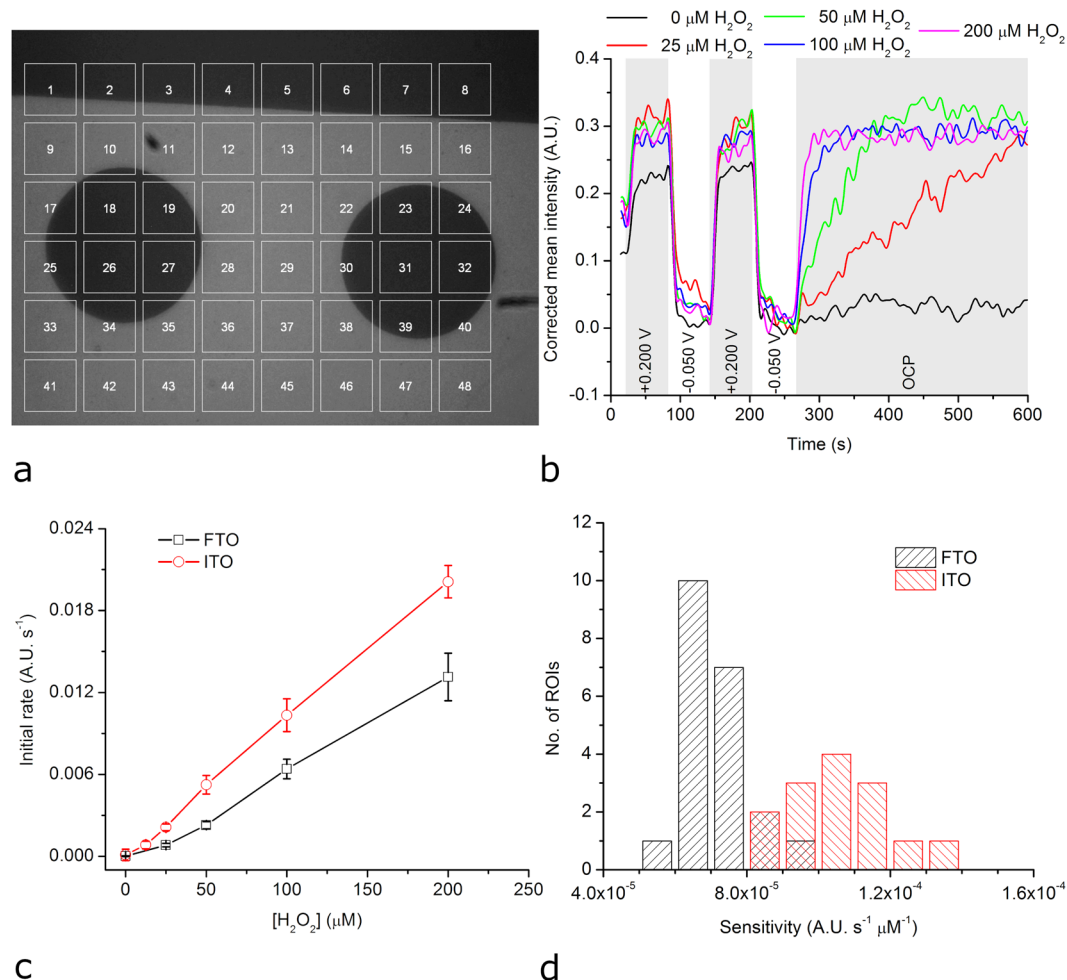 1 2 3 4 5 6 7 8
9 10 11 12 13 14 15 16
17 18 19 20 21 22 23 24
25 26 27 28 29 30 31 32
33 34 35 36 37 38 39 40
41 42 43 44 45 46 47 48
a
0 μM H₂O₂ 50 μM H₂O₂ 200 μM H₂O₂
25 μM H₂O₂ 100 μM H₂O₂
0.4
0.3
0.2
0.1
0.0
-0.1
Corrected mean intensity (A.U.)
+0.200 V -0.050 V +0.200 V -0.050 V OCP
0 100 200 300 400 500 600
Time (s)
b
0.024
0.018
0.012
0.006
0.000
Initial rate (A.U. s⁻¹)
FTO
ITO
0 50 100 150 200 250
[H₂O₂] (μM)
c
12
10
8
6
4
2
0
No. of ROIs
FTO
ITO
4.0x10⁻⁵ 8.0x10⁻⁵ 1.2x10⁻⁴ 1.6x10⁻⁴
Sensitivity (A.U. s⁻¹ μM⁻¹)
d